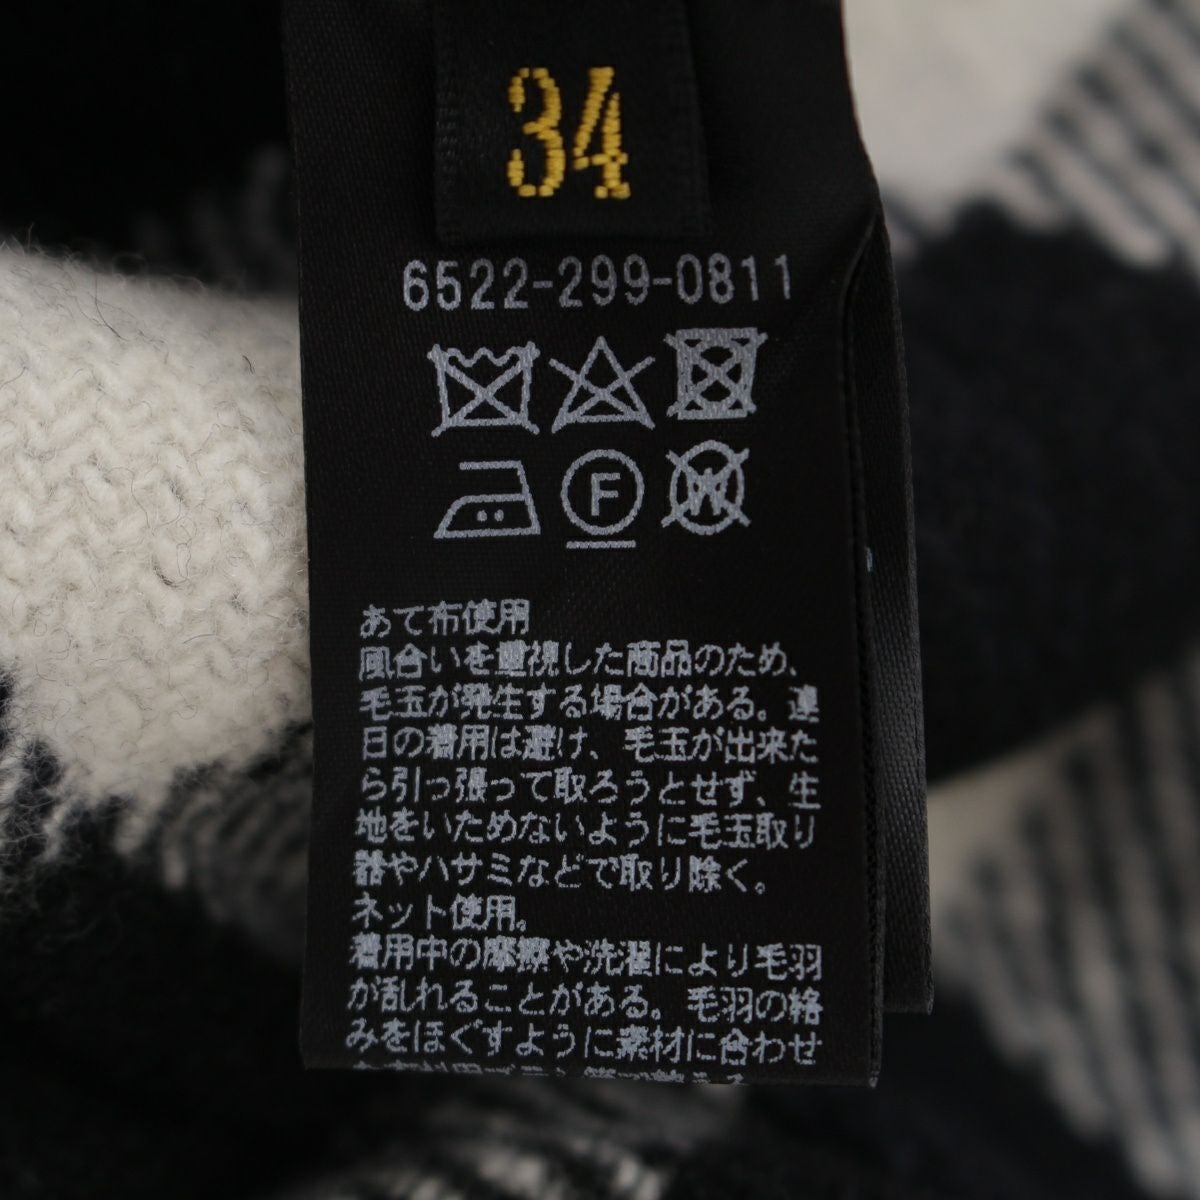 34
6522-299-0811
F
W
あて布使用
風合いを重視した商品のため、
毛玉が発生する場合がある。連
日の着用は避け、毛玉が出来た
ら引っ張って取ろうとせず、生
地をいためないように毛玉取り
器やハサミなどで取り除く。
ネット使用。
着用中の摩擦や洗濯により毛羽
が乱れることがある。毛羽の絡
みをほぐすように素材に合わせ